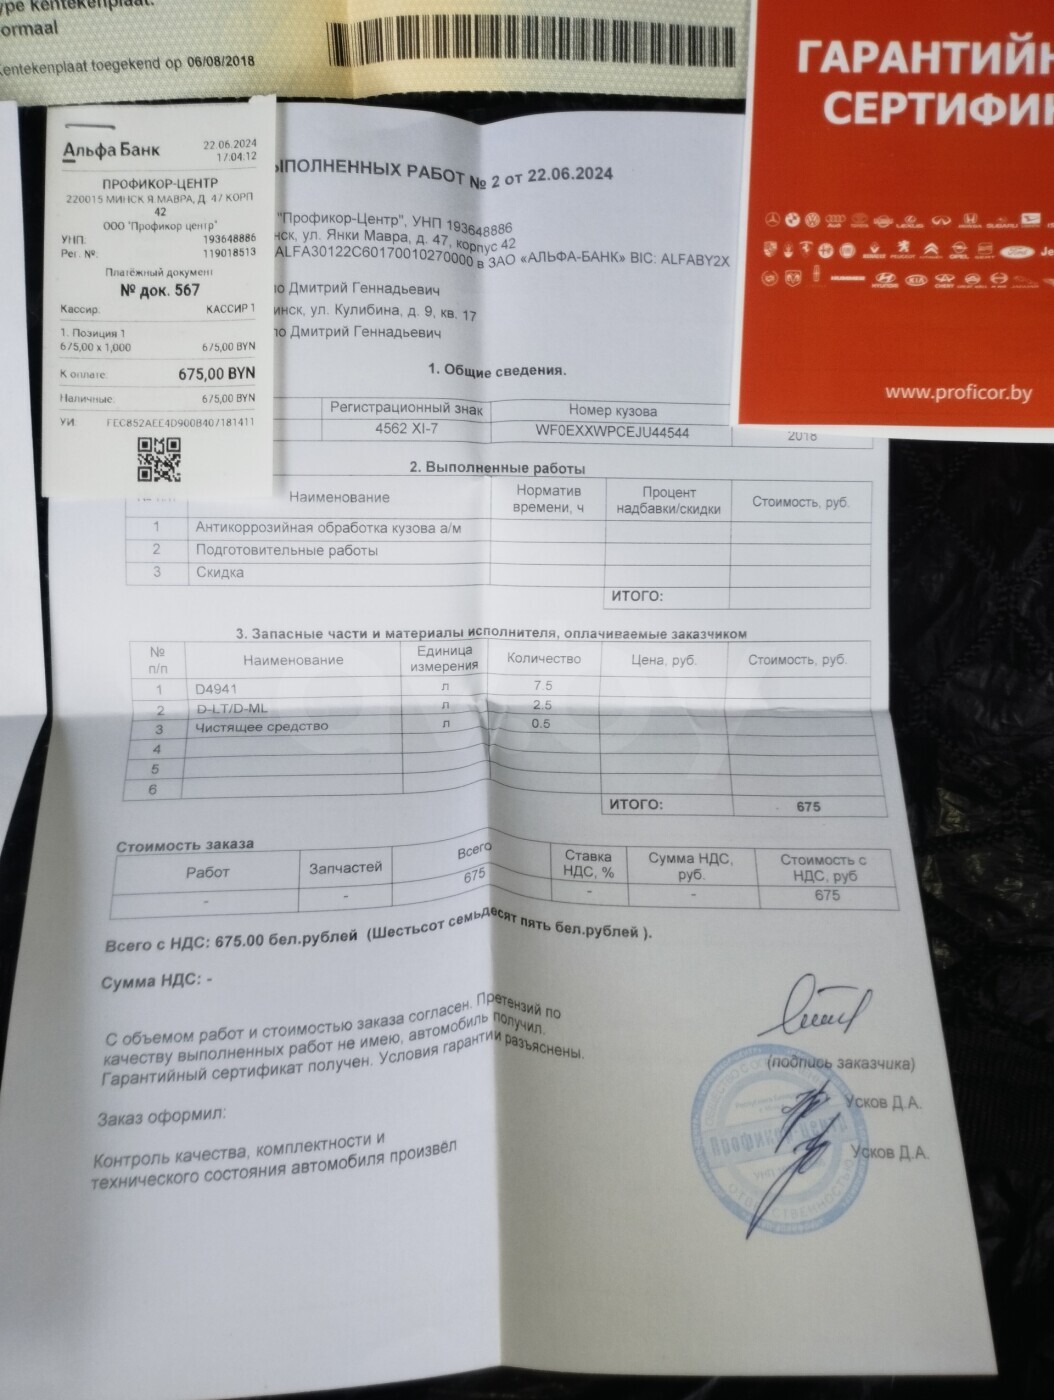 ype kentekenplaat:
ormaal
Kentekenplaat toegekend op 06/08/2018
ГАРАНТИЙН
СЕРТИФИК
www.proficor.by
Альфа Банк
22.06.2024
17:04:12
ПРОФИКОР-ЦЕНТР
220015 МИНСК Я.МАВРА, Д. 47 КОРП
42
ООО "Профикор центр"
УНП: 193648886
Рег. №: 119018513
Платёжный документ
№ док. 567
Кассир: КАССИР 1
1. Позиция 1
675,00 x 1,000 675,00 BYN
К оплате: 675,00 BYN
Наличные: 675,00 BYN
УИ:
ЫПОЛНЕННЫХ РАБОТ № 2 от 22.06.2024
"Профикор-Центр", УНП 193648886
нск, ул. Янки Мавра, д. 47, корпус 42
ALFA30122C60170010270000 в ЗАО «АЛЬФА-БАНК» BIC: ALFABY2X
о Дмитрий Геннадьевич
инск, ул. Кулибина, д. 9, кв. 17
о Дмитрий Геннадьевич
1. Общие сведения.
Регистрационный знак Номер кузова
4562 XI-7 WF0EXXWPCEJU44544 2018
2. Выполненные работы
Наименование Норматив времени, ч Процент надбавки/скидки Стоимость, руб.
1 Антикоррозийная обработка кузова а/м
2 Подготовительные работы
3 Скидка
ИТОГО:
3. Запасные части и материалы исполнителя, оплачиваемые заказчиком
№ п/п Наименование Единица измерения Количество Цена, руб. Стоимость, руб.
1 D4941 л 7.5
2 D-LT/D-ML л 2.5
3 Чистящее средство л 0.5
4
5
6
ИТОГО: 675
Стоимость заказа
Работ Запчастей Всего Ставка НДС, % Сумма НДС, руб. Стоимость с НДС, руб
- - 675 - - 675
Всего с НДС: 675.00 бел.рублей (Шестьсот семьдесят пять бел.рублей ).
Сумма НДС: -
С объемом работ и стоимостью заказа согласен. Претензий по
качеству выполненных работ не имею, автомобиль получил.
Гарантийный сертификат получен. Условия гарантии разъяснены.
(подпись заказчика)
Заказ оформил: Усков Д.А.
Контроль качества, комплектности и
технического состояния автомобиля произвёл Усков Д.А.